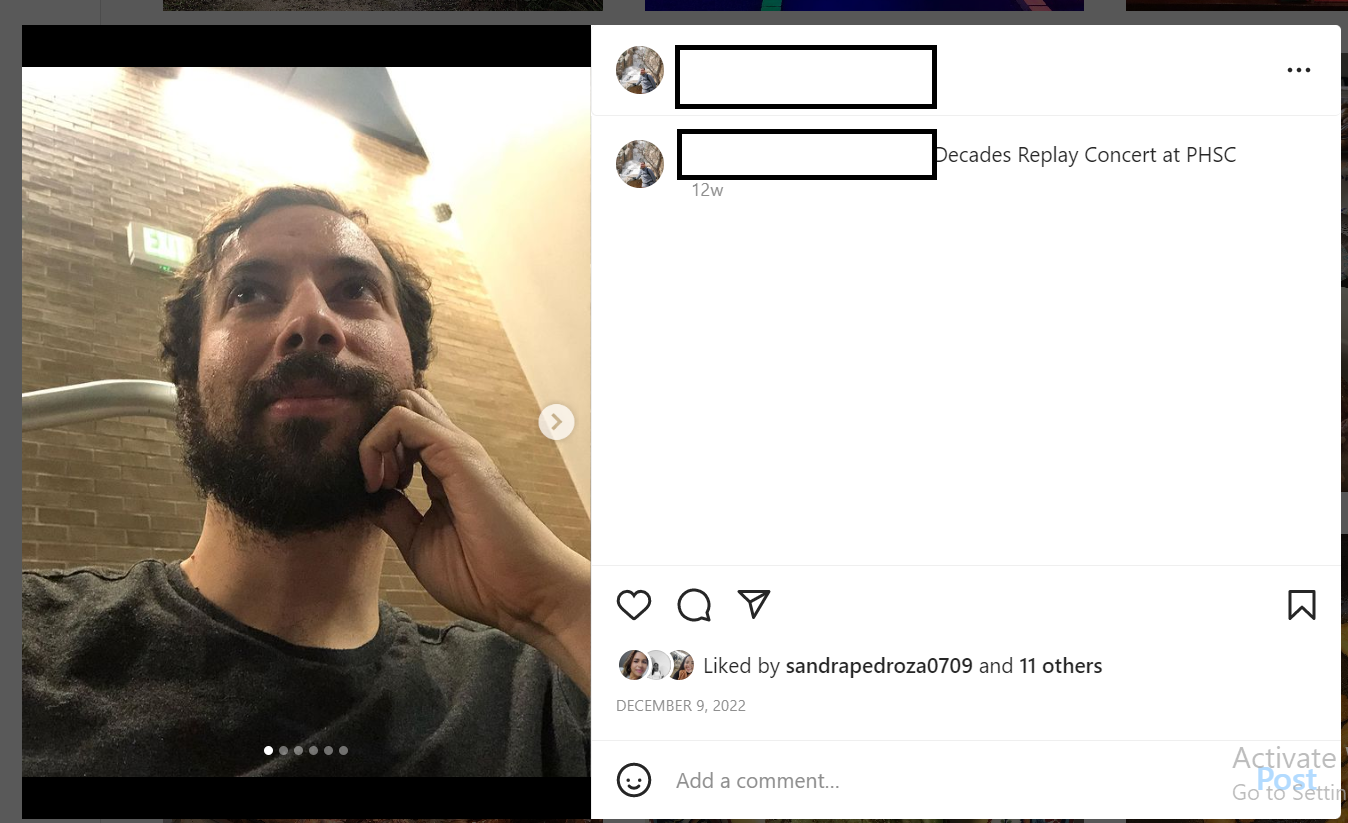 EXIT
Decades Replay Concert at PHSC
12w
Liked by sandrapedroza0709 and 11 others
DECEMBER 9, 2022
Add a comment...
Post
Activate
Go to Settin